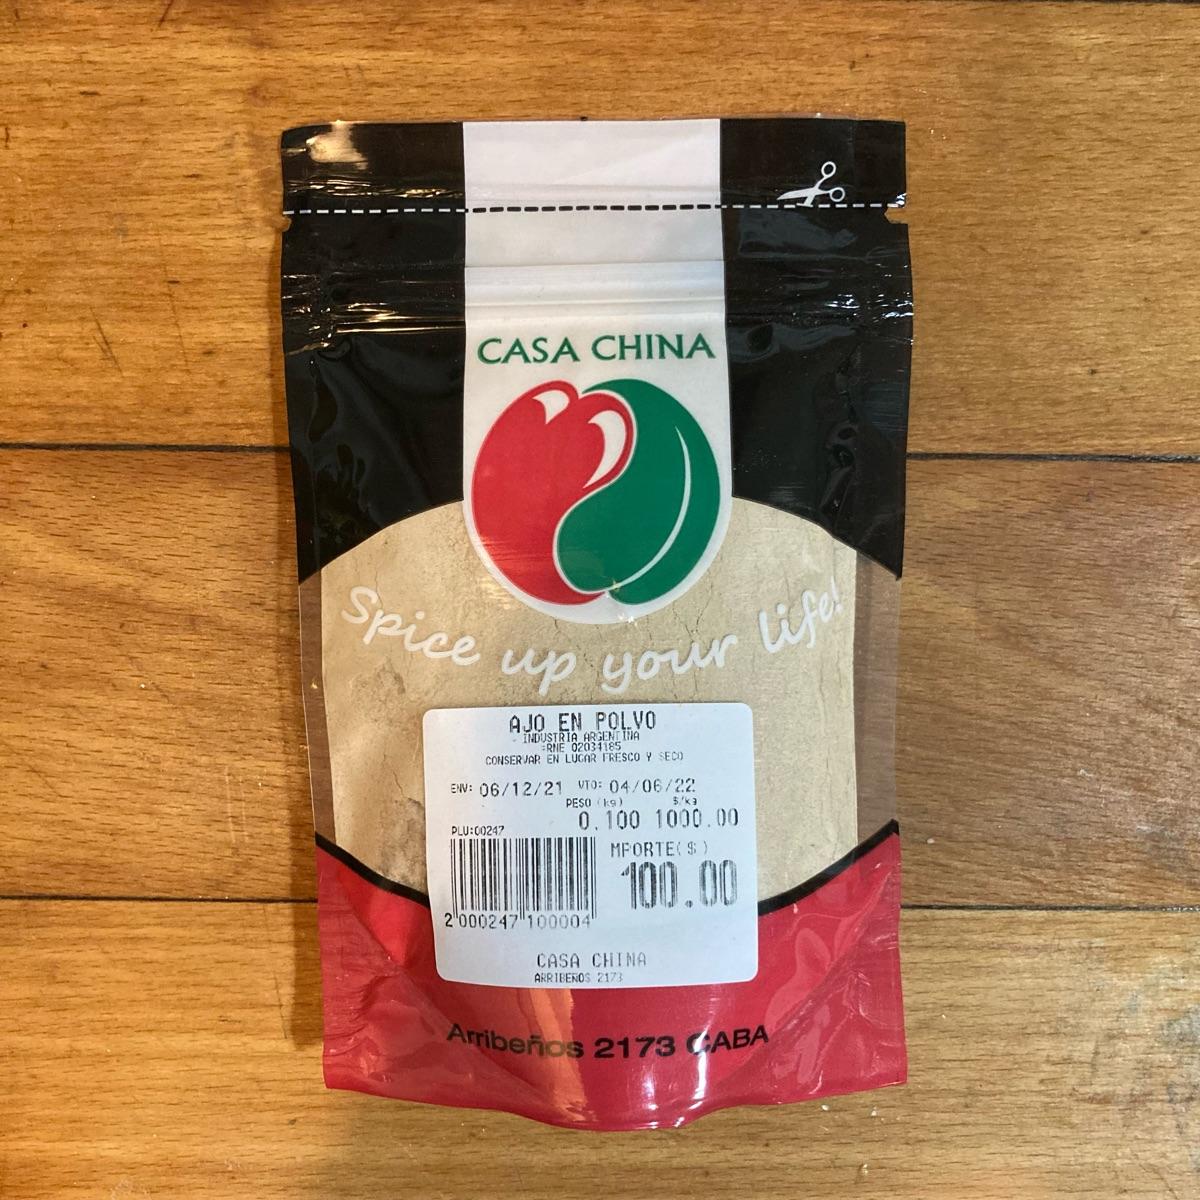 CASA CHINA
Spice up your life!
AJO EN POLVO
INDUSTRIA ARGENTINA
RNE 02034185
CONSERVAR EN LUGAR FRESCO Y SECO
ENV: 06/12/21 VTO: 04/06/22
PESO (kg) $/kg
0.100 1000.00
PLU:00247
MPORTE($)
100.00
2 000247 100004
CASA CHINA
ARRIBEÑOS 2173
Arribeños 2173 CABA